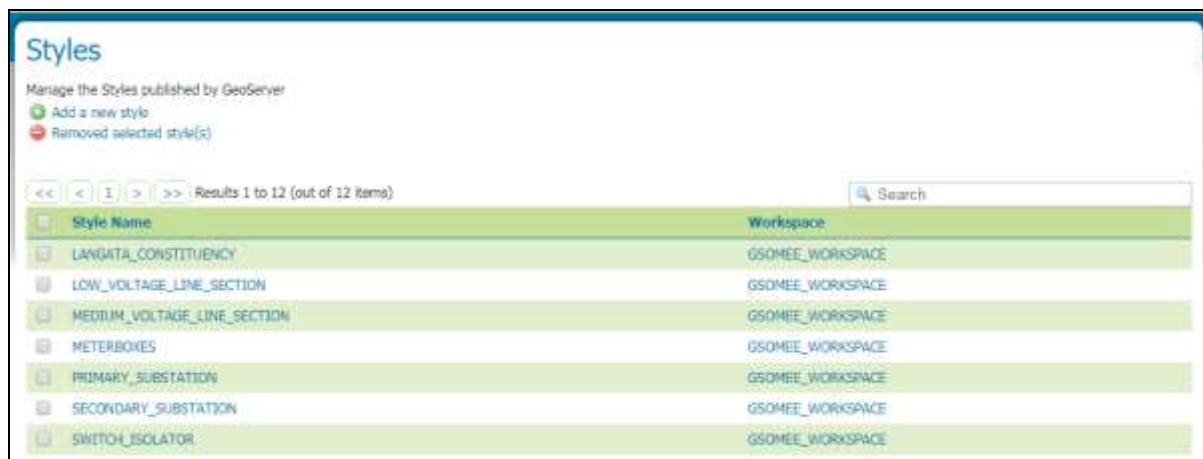 Styles
Manage the Styles published by GeoServer
Add a new style
Removed selected style(s)
<< < 1 > >> Results 1 to 12 (out of 12 items) Search
Style Name Workspace
LANGATA_CONSTITUENCY GSOMEE_WORKSPACE
LOW_VOLTAGE_LINE_SECTION GSOMEE_WORKSPACE
MEDIUM_VOLTAGE_LINE_SECTION GSOMEE_WORKSPACE
METERBOXES GSOMEE_WORKSPACE
PRIMARY_SUBSTATION GSOMEE_WORKSPACE
SECONDARY_SUBSTATION GSOMEE_WORKSPACE
SWITCH_ISOLATOR GSOMEE_WORKSPACE